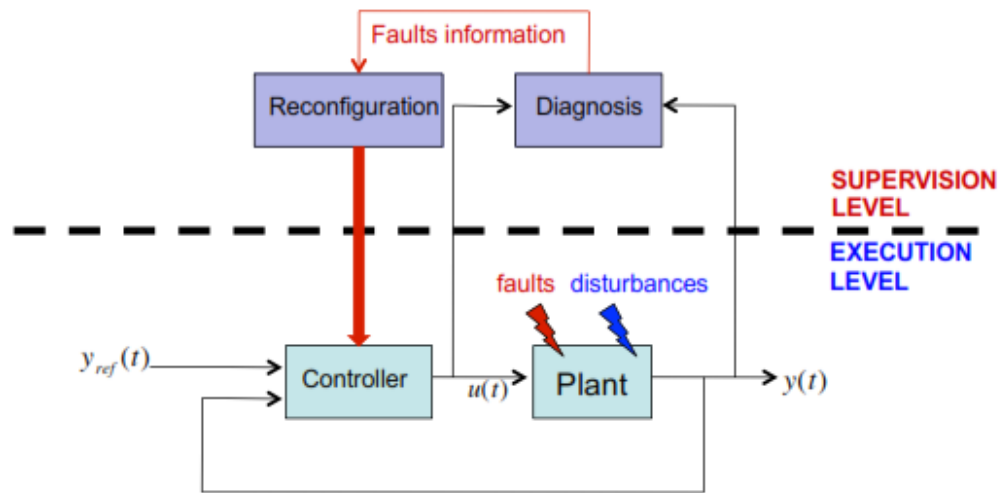 Faults information
Reconfiguration
Diagnosis
SUPERVISION
LEVEL
EXECUTION
LEVEL
faults
disturbances
y_ref(t)
Controller
u(t)
Plant
y(t)